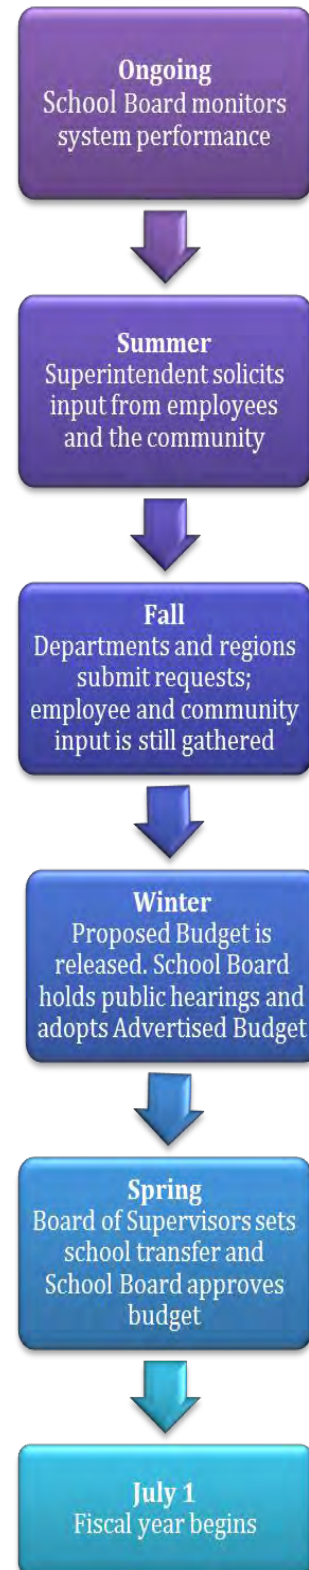 Ongoing
School Board monitors
system performance
Summer
Superintendent solicits
input from employees
and the community
Fall
Departments and regions
submit requests;
employee and community
input is still gathered
Winter
Proposed Budget is
released. School Board
holds public hearings and
adopts Advertised Budget
Spring
Board of Supervisors sets
school transfer and
School Board approves
budget
July 1
Fiscal year begins